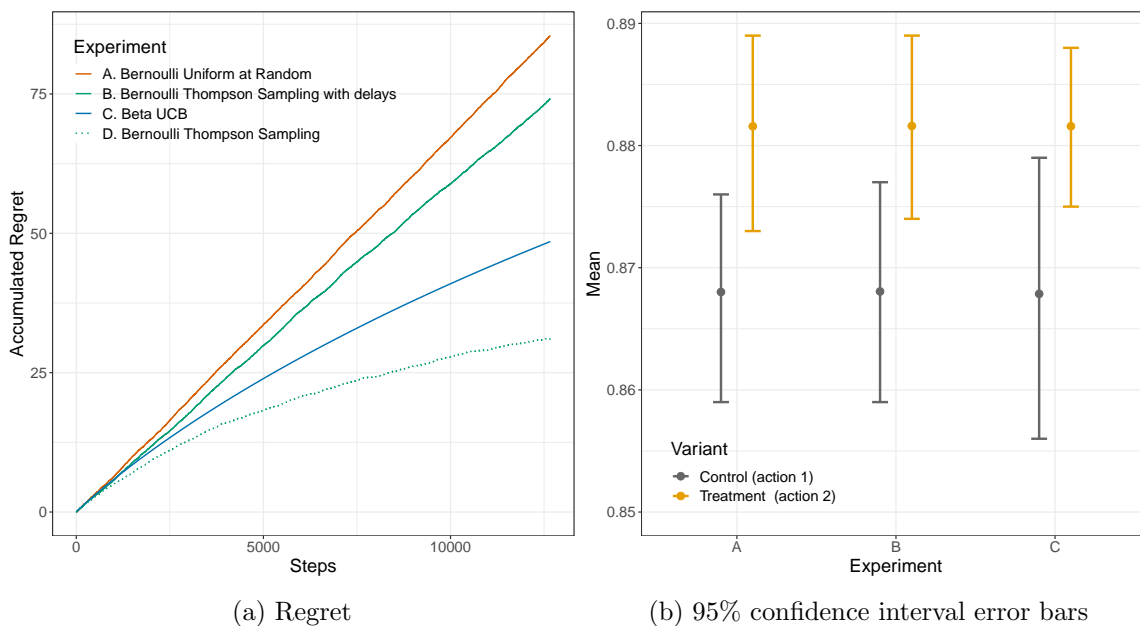 Experiment
A. Bernoulli Uniform at Random
B. Bernoulli Thompson Sampling with delays
C. Beta UCB
D. Bernoulli Thompson Sampling
Accumulated Regret
75
50
25
0
0
5000
10000
Steps
(a) Regret
Mean
0.89
0.88
0.87
0.86
0.85
Variant
Control (action 1)
Treatment (action 2)
A
B
C
Experiment
(b) 95% confidence interval error bars